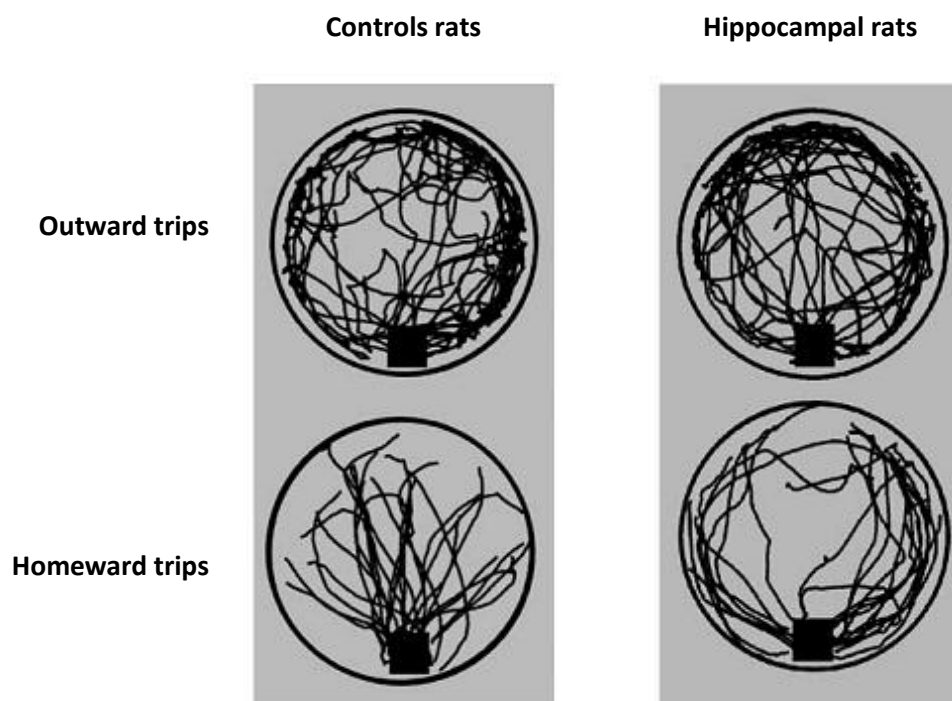 Controls rats
Hippocampal rats
Outward trips
Homeward trips